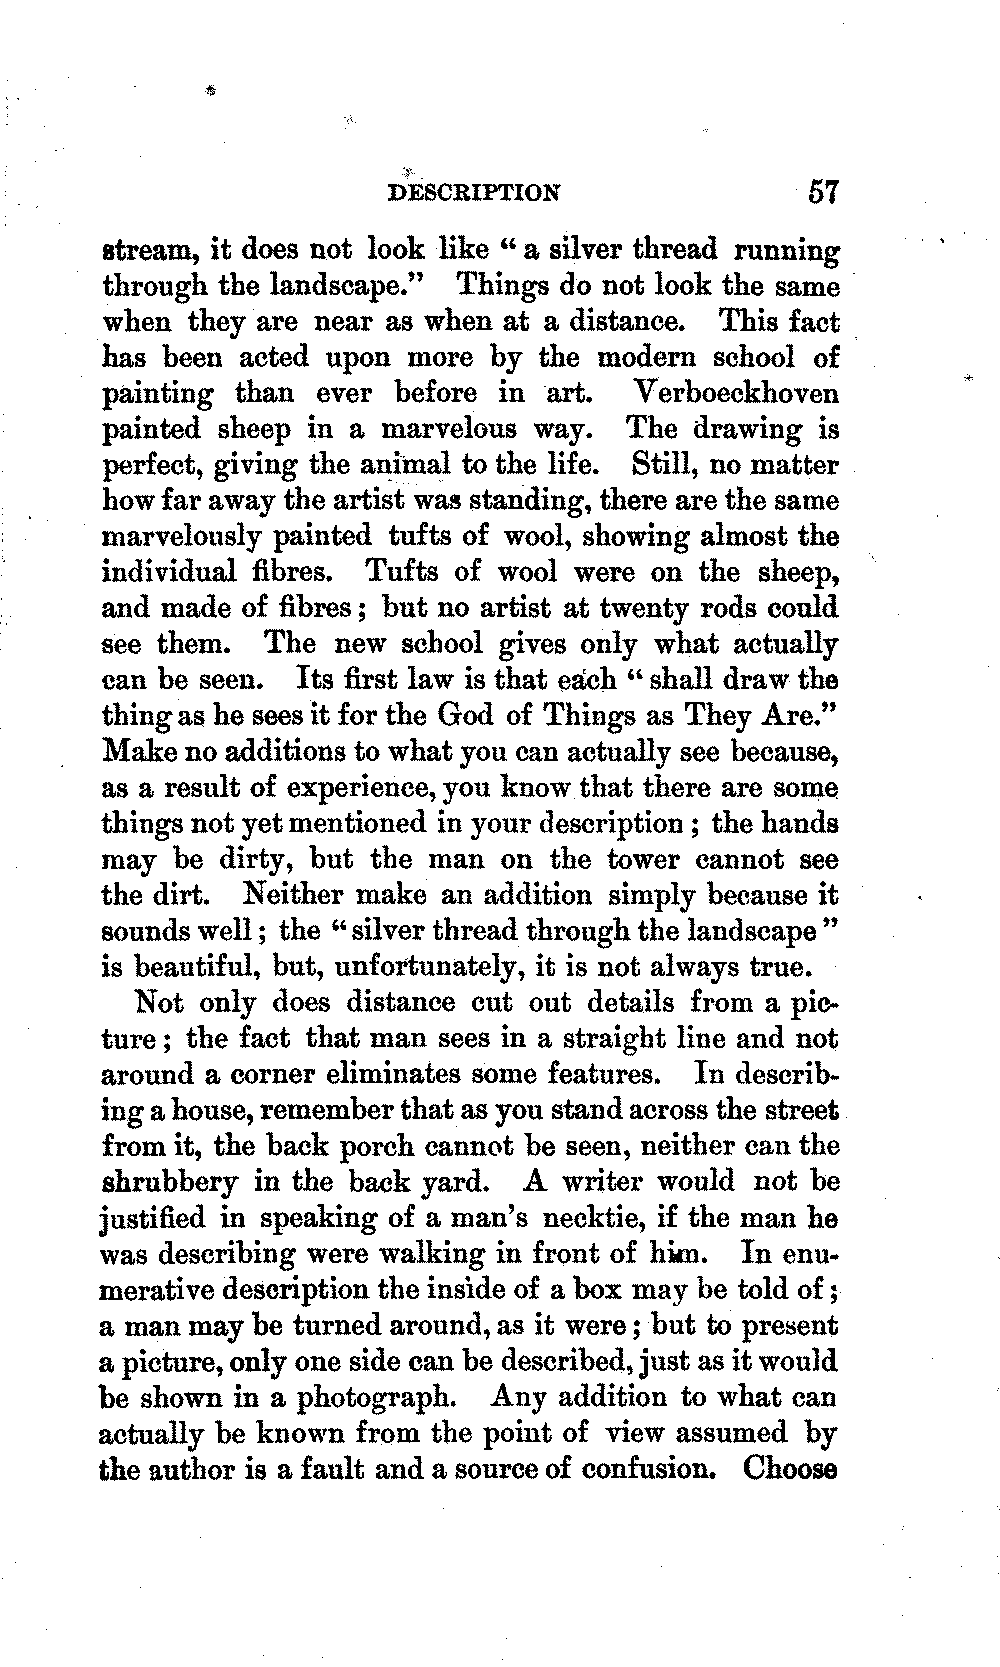 DESCRIPTION 57
stream, it does not look like " a silver thread running
through the landscape." Things do not look the same
when they are near as when at a distance. This fact
has been acted upon more by the modern school of
painting than ever before in art. Verboeckhoven
painted sheep in a marvelous way. The drawing is
perfect, giving the animal to the life. Still, no matter
how far away the artist was standing, there are the same
marvelously painted tufts of wool, showing almost the
individual fibres. Tufts of wool were on the sheep,
and made of fibres; but no artist at twenty rods could
see them. The new school gives only what actually
can be seen. Its first law is that each " shall draw the
thing as he sees it for the God of Things as They Are."
Make no additions to what you can actually see because,
as a result of experience, you know that there are some
things not yet mentioned in your description; the hands
may be dirty, but the man on the tower cannot see
the dirt. Neither make an addition simply because it
sounds well; the " silver thread through the landscape "
is beautiful, but, unfortunately, it is not always true.
Not only does distance cut out details from a pic-
ture; the fact that man sees in a straight line and not
around a corner eliminates some features. In describ-
ing a house, remember that as you stand across the street
from it, the back porch cannot be seen, neither can the
shrubbery in the back yard. A writer would not be
justified in speaking of a man's necktie, if the man he
was describing were walking in front of him. In enu-
merative description the inside of a box may be told of;
a man may be turned around, as it were; but to present
a picture, only one side can be described, just as it would
be shown in a photograph. Any addition to what can
actually be known from the point of view assumed by
the author is a fault and a source of confusion. Choose